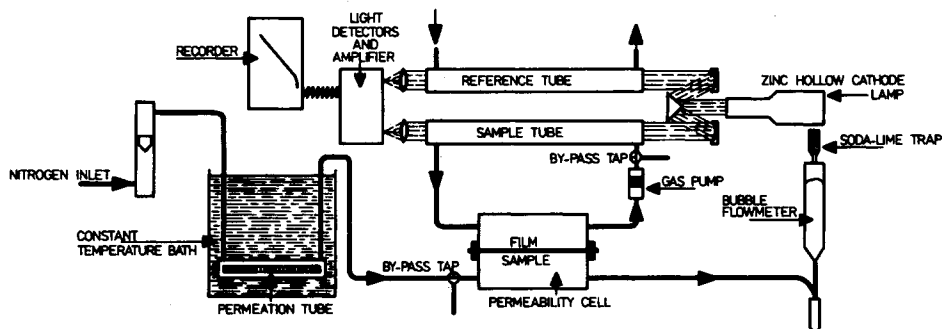 LIGHT
DETECTORS
AND
AMPLIFIER
RECORDER
REFERENCE TUBE
ZINC HOLLOW CATHODE
LAMP
SAMPLE TUBE
SODA-LIME TRAP
BY-PASS TAP
GAS PUMP
NITROGEN INLET
BUBBLE
FLOWMETER
CONSTANT
TEMPERATURE BATH
FILM
SAMPLE
BY-PASS TAP
PERMEATION TUBE
PERMEABILITY CELL